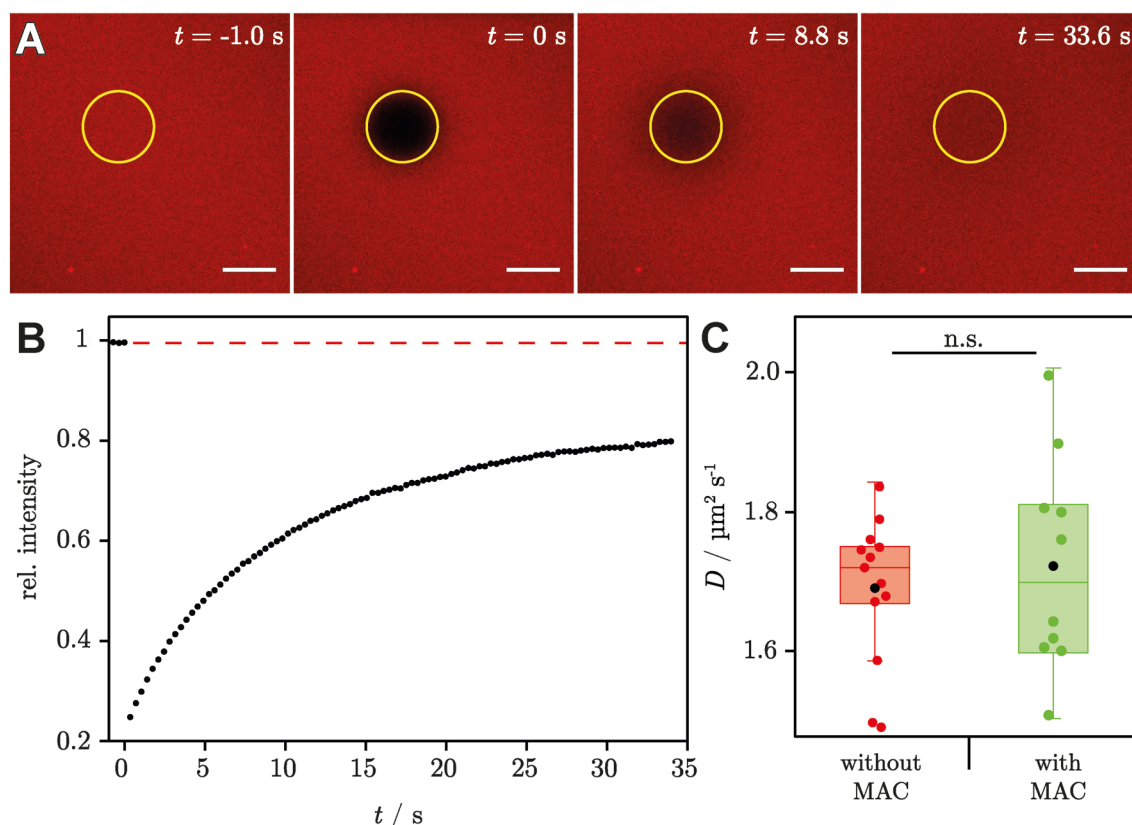 A
t = -1.0 s
t = 0 s
t = 8.8 s
t = 33.6 s
B
1
0.8
0.6
0.4
0.2
rel. intensity
0
5
10
15
20
25
30
35
t / s
C
n.s.
2.0
1.8
1.6
D / µm² s⁻¹
without
MAC
with
MAC